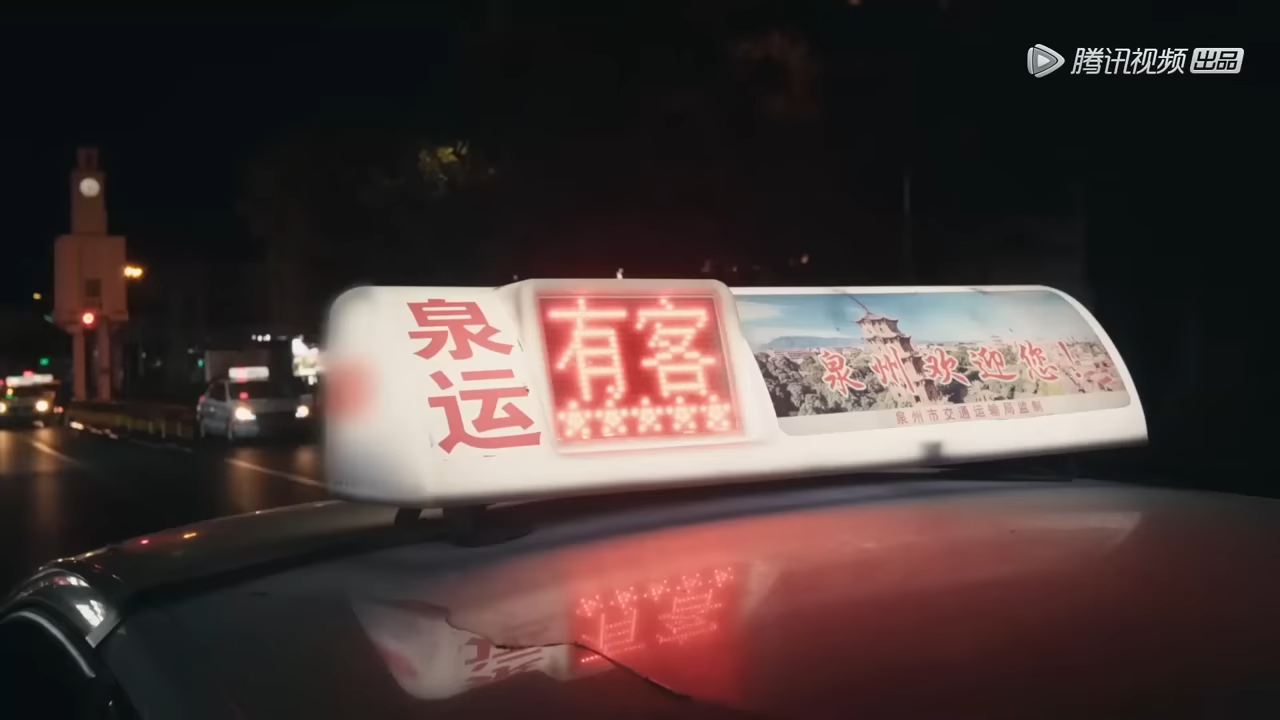 腾讯视频 出品
泉运
有客
泉州欢迎您！
泉州市交通运输局监制